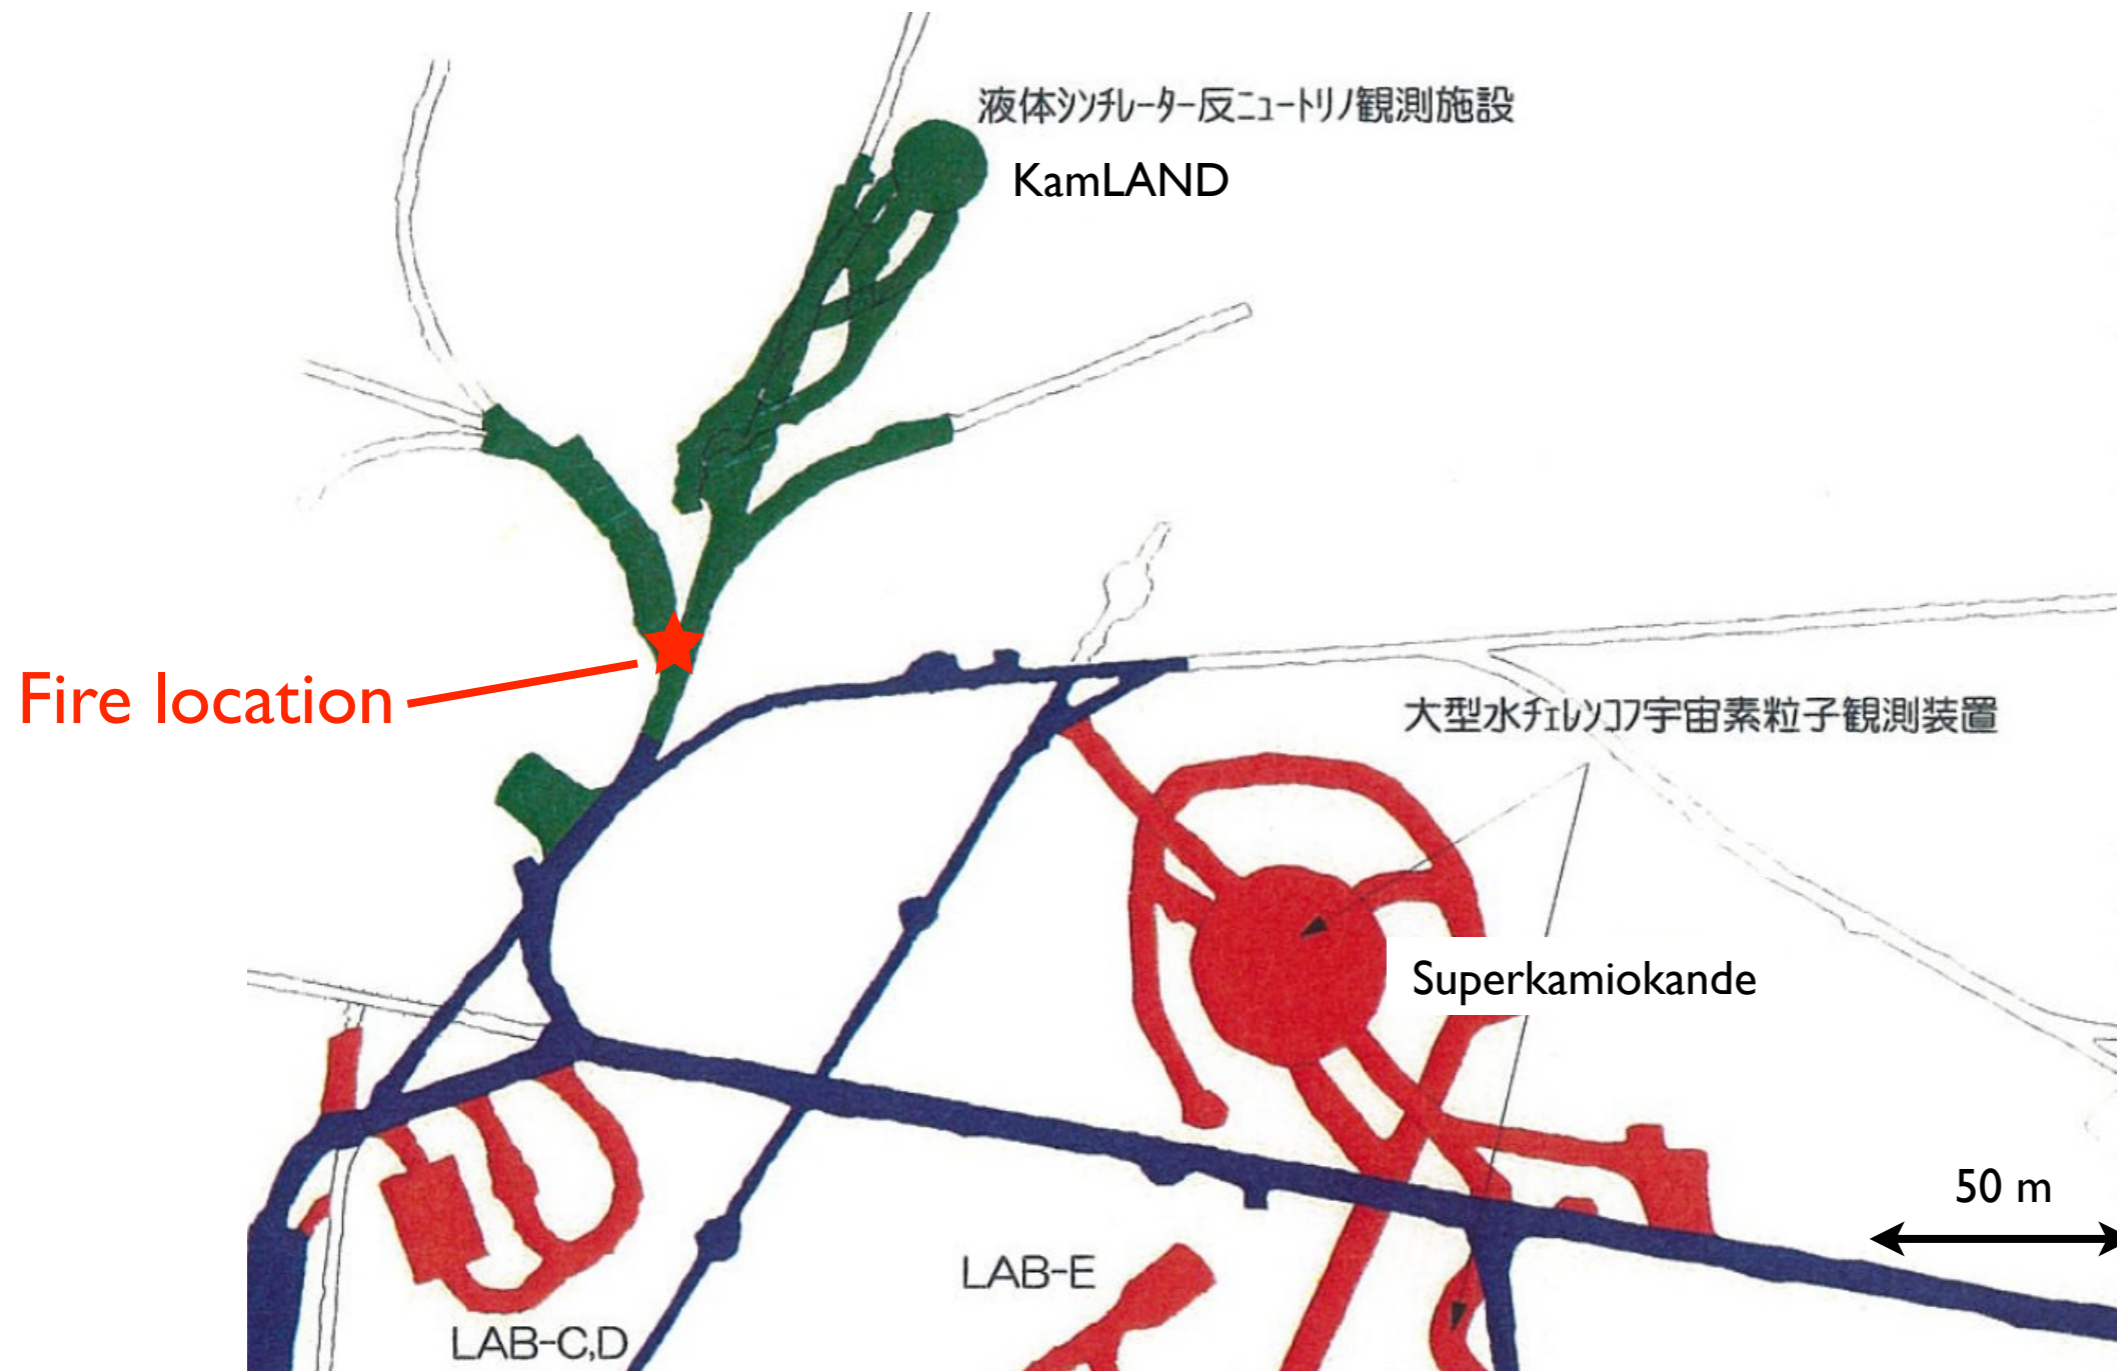 液体シンチレーター反ニュートリノ観測施設
KamLAND
Fire location
大型水チェレンコフ宇宙素粒子観測装置
Superkamiokande
50 m
LAB-E
LAB-C,D